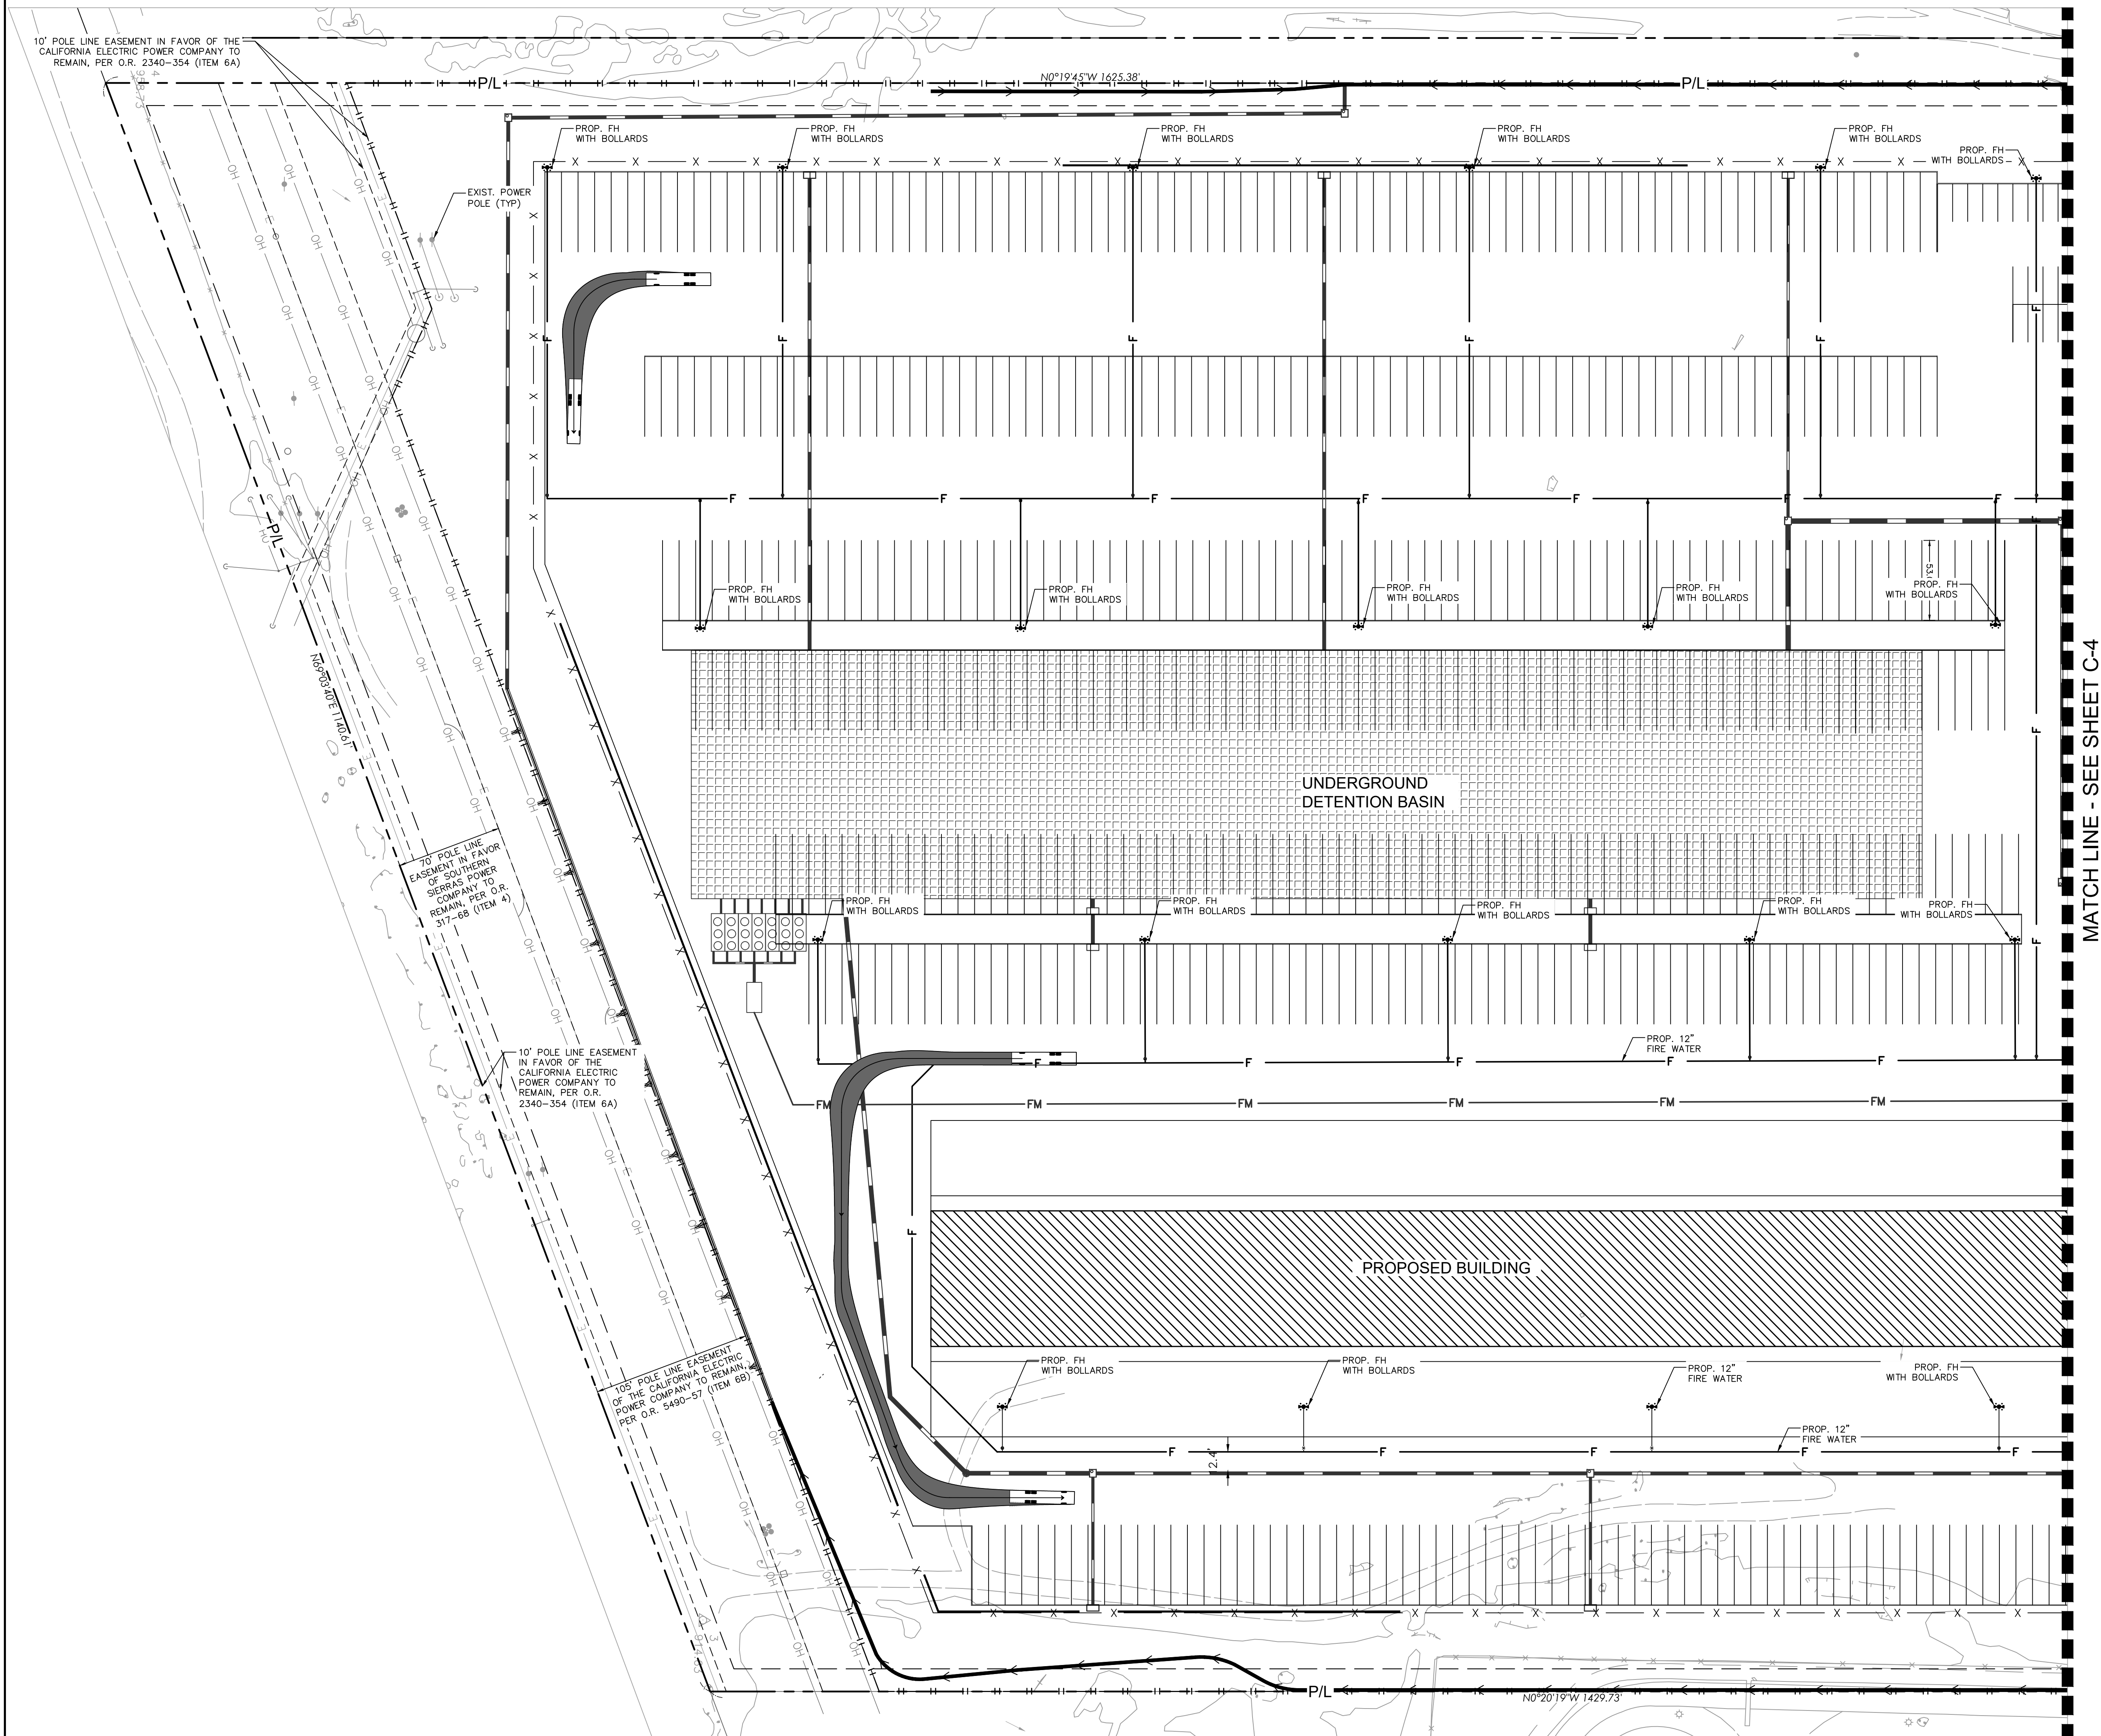 10' POLE LINE EASEMENT IN FAVOR OF THE
CALIFORNIA ELECTRIC POWER COMPANY TO
REMAIN, PER O.R. 2340-354 (ITEM 6A)
P/L
N0°19'45"W 1625.38'
P/L
PROP. FH
WITH BOLLARDS
PROP. FH
WITH BOLLARDS
PROP. FH
WITH BOLLARDS
PROP. FH
WITH BOLLARDS
PROP. FH
WITH BOLLARDS
PROP. FH
WITH BOLLARDS
EXIST. POWER
POLE (TYP)
P/L
N69°03'40"E 1140.61'
PROP. FH
WITH BOLLARDS
PROP. FH
WITH BOLLARDS
PROP. FH
WITH BOLLARDS
PROP. FH
WITH BOLLARDS
PROP. FH
WITH BOLLARDS
MATCH LINE - SEE SHEET C-4
UNDERGROUND
DETENTION BASIN
70' POLE LINE
EASEMENT IN FAVOR
OF SOUTHERN
SIERRAS POWER
COMPANY TO
REMAIN, PER O.R.
317-68 (ITEM 4)
PROP. FH
WITH BOLLARDS
PROP. FH
WITH BOLLARDS
PROP. FH
WITH BOLLARDS
PROP. FH
WITH BOLLARDS
PROP. FH
WITH BOLLARDS
10' POLE LINE EASEMENT
IN FAVOR OF THE
CALIFORNIA ELECTRIC
POWER COMPANY TO
REMAIN, PER O.R.
2340-354 (ITEM 6A)
PROP. 12"
FIRE WATER
F F F F F
FM FM FM FM FM FM
PROPOSED BUILDING
105' POLE LINE EASEMENT
OF THE CALIFORNIA ELECTRIC
POWER COMPANY TO REMAIN,
PER O.R. 5490-57 (ITEM 6B)
PROP. FH
WITH BOLLARDS
PROP. FH
WITH BOLLARDS
PROP. 12"
FIRE WATER
PROP. FH
WITH BOLLARDS
PROP. 12"
FIRE WATER
F F F F F
P/L
N0°20'19"W 1429.73'